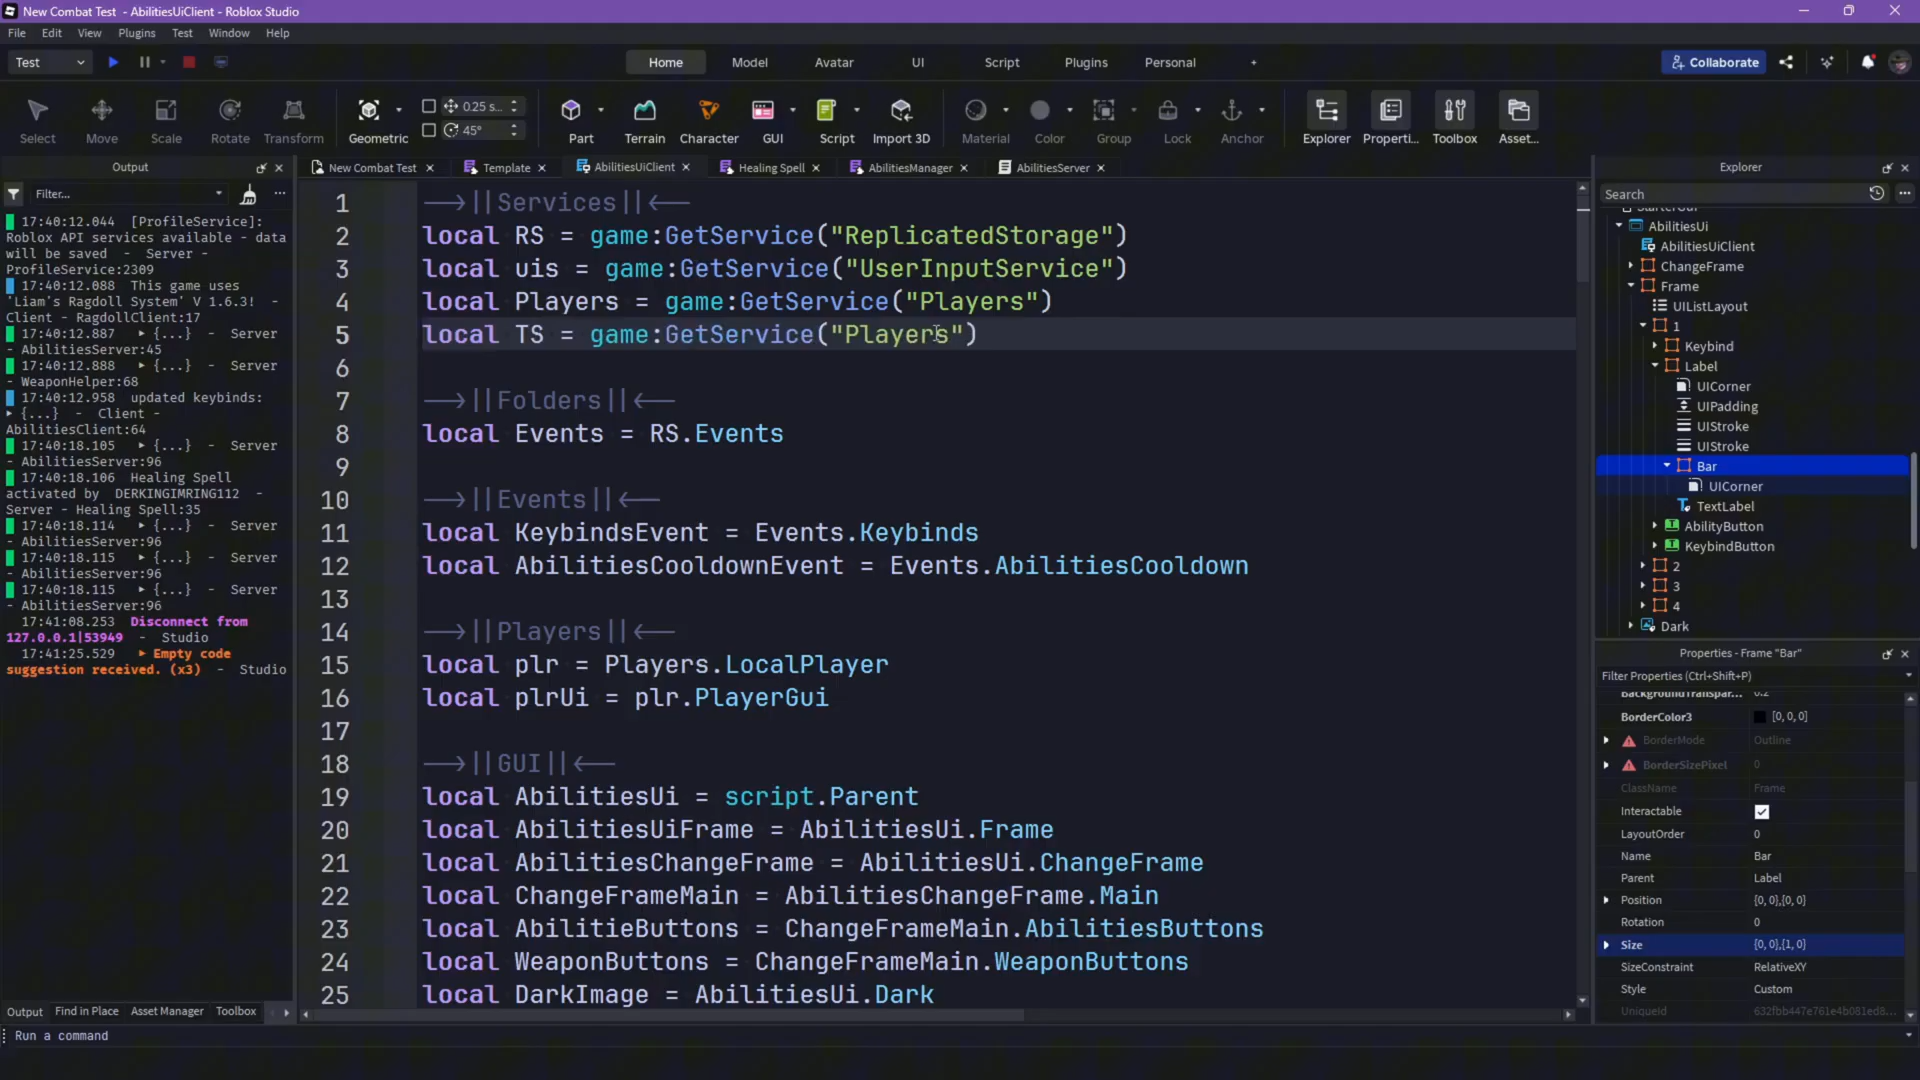 New Combat Test - AbilitiesUiClient - Roblox Studio
File Edit View Plugins Test Window Help
Test
Home Model Avatar UI Script Plugins Personal +
Collaborate
Select Move Scale Rotate Transform Geometric
0.25 s...
45°
Part Terrain Character GUI Script Import 3D Material Color Group Lock Anchor Explorer Properti... Toolbox Asset...
Output
Filter...
17:40:12.044 [ProfileService]:
Roblox API services available - data
will be saved - Server -
ProfileService:2309
17:40:12.088 This game uses
'Liam's Ragdoll System' V 1.6.3! -
Client - RagdollClient:17
17:40:12.887 ▸ {...} - Server
- AbilitiesServer:45
17:40:12.888 ▸ {...} - Server
- WeaponHelper:68
17:40:12.958 updated keybinds:
▸ {...} - Client -
AbilitiesClient:64
17:40:18.105 ▸ {...} - Server
- AbilitiesServer:96
17:40:18.106 Healing Spell
activated by DERKINGIMRING112 -
Server - Healing Spell:35
17:40:18.114 ▸ {...} - Server
- AbilitiesServer:96
17:40:18.115 ▸ {...} - Server
- AbilitiesServer:96
17:40:18.115 ▸ {...} - Server
- AbilitiesServer:96
17:41:08.253 Disconnect from
127.0.0.1|53949 - Studio
17:41:25.529 ▸ Empty code
suggestion received. (x3) - Studio
Output Find in Place Asset Manager Toolbox
Run a command
New Combat Test Template AbilitiesUiClient Healing Spell AbilitiesManager AbilitiesServer
1 -->||Services||<--
2 local RS = game:GetService("ReplicatedStorage")
3 local uis = game:GetService("UserInputService")
4 local Players = game:GetService("Players")
5 local TS = game:GetService("Players")
6
7 -->||Folders||<--
8 local Events = RS.Events
9
10 -->||Events||<--
11 local KeybindsEvent = Events.Keybinds
12 local AbilitiesCooldownEvent = Events.AbilitiesCooldown
13
14 -->||Players||<--
15 local plr = Players.LocalPlayer
16 local plrUi = plr.PlayerGui
17
18 -->||GUI||<--
19 local AbilitiesUi = script.Parent
20 local AbilitiesUiFrame = AbilitiesUi.Frame
21 local AbilitiesChangeFrame = AbilitiesUi.ChangeFrame
22 local ChangeFrameMain = AbilitiesChangeFrame.Main
23 local AbilitieButtons = ChangeFrameMain.AbilitiesButtons
24 local WeaponButtons = ChangeFrameMain.WeaponButtons
25 local DarkImage = AbilitiesUi.Dark
Explorer
Search
StarterGui
AbilitiesUi
AbilitiesUiClient
ChangeFrame
Frame
UIListLayout
1
Keybind
Label
UICorner
UIPadding
UIStroke
UIStroke
Bar
UICorner
TextLabel
AbilityButton
KeybindButton
2
3
4
Dark
Properties - Frame "Bar"
Filter Properties (Ctrl+Shift+P)
BackgroundTranspar... 0.2
BorderColor3 [0, 0, 0]
BorderMode Outline
BorderSizePixel 0
ClassName Frame
Interactable
LayoutOrder 0
Name Bar
Parent Label
Position {0, 0},{0, 0}
Rotation 0
Size {0, 0},{1, 0}
SizeConstraint RelativeXY
Style Custom
UniqueId 632fbb447e761e4b081ed8...